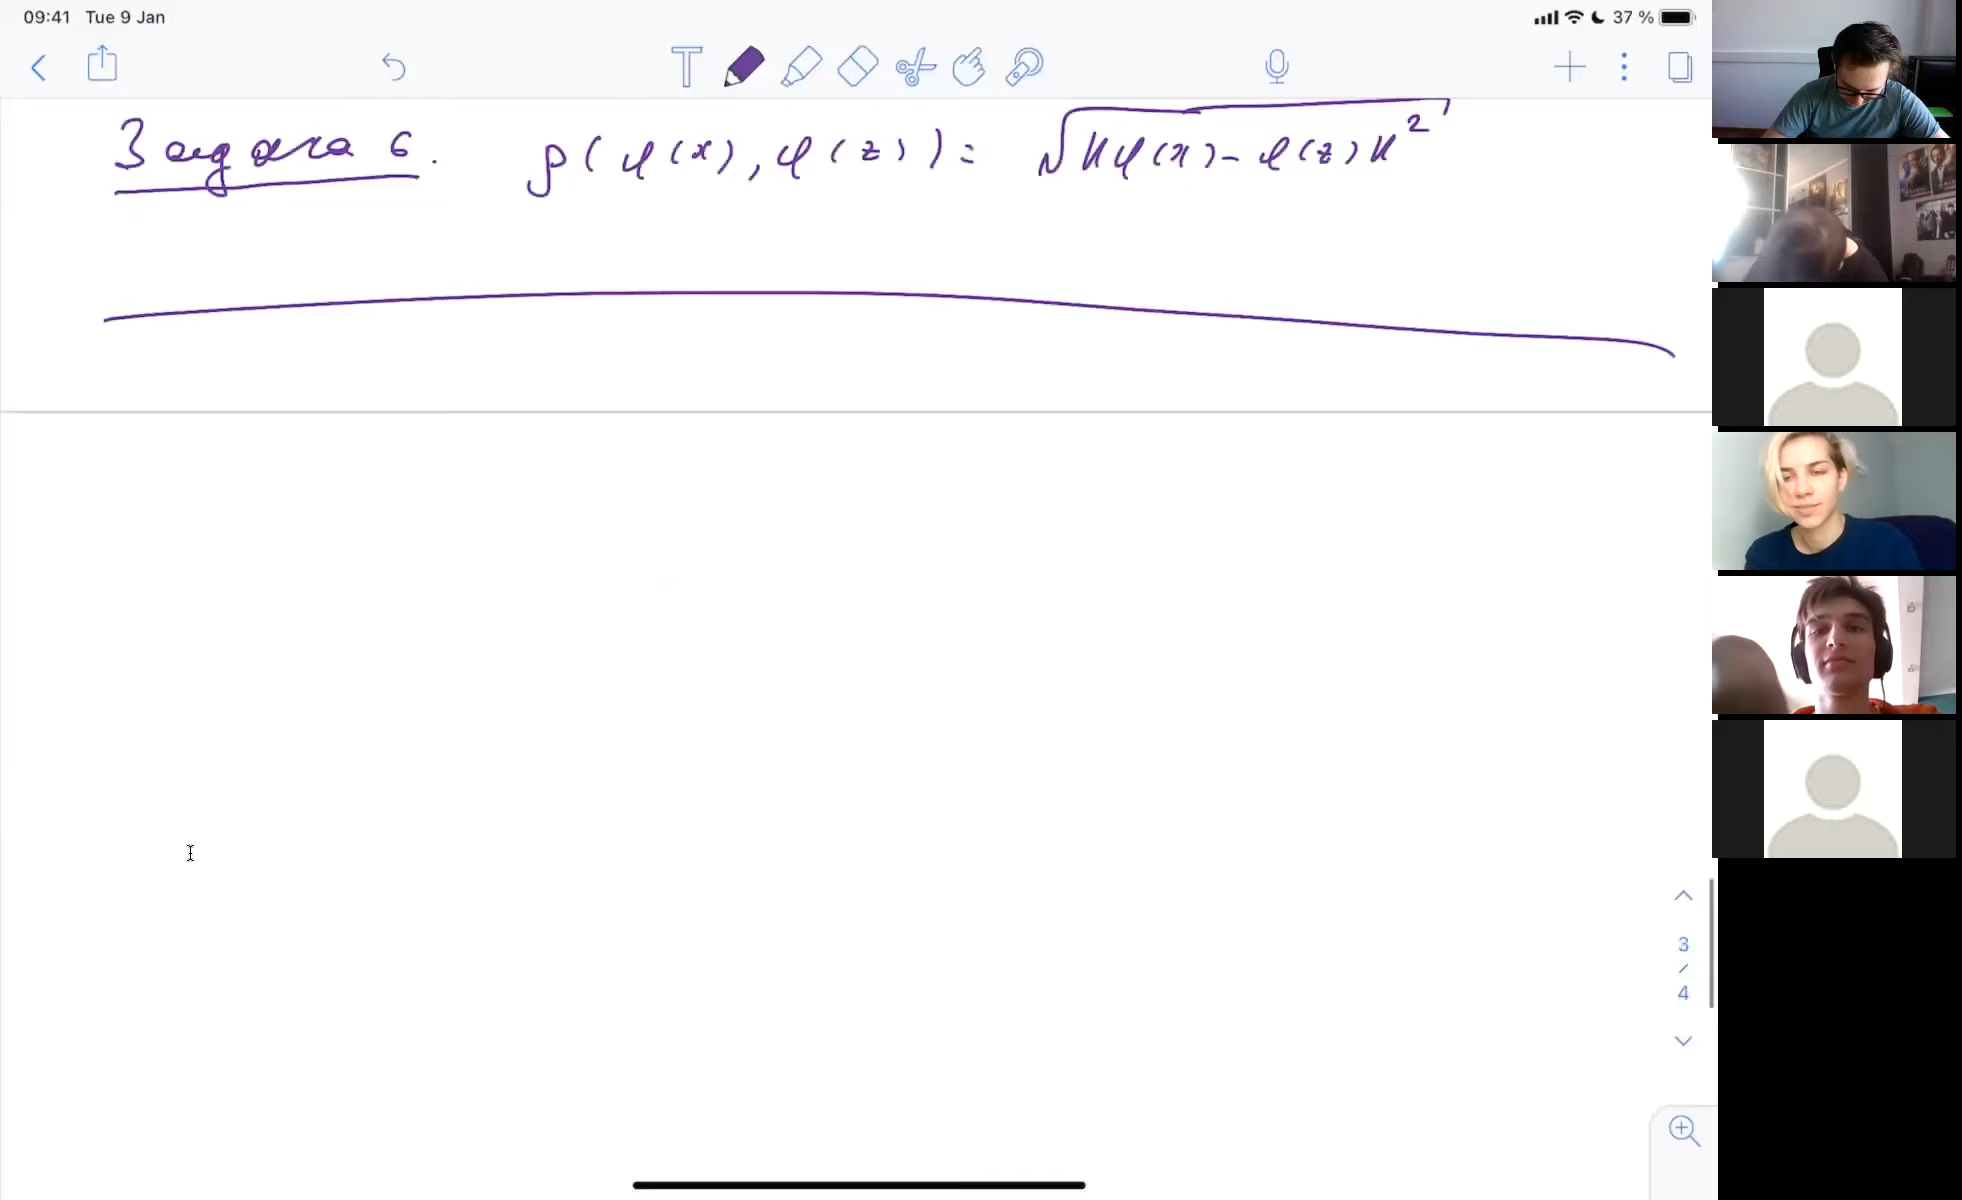 09:41 Tue 9 Jan 37 %
Задача 6. ρ(φ(x), φ(z)) = √‖φ(x) - φ(z)‖²
3
/
4